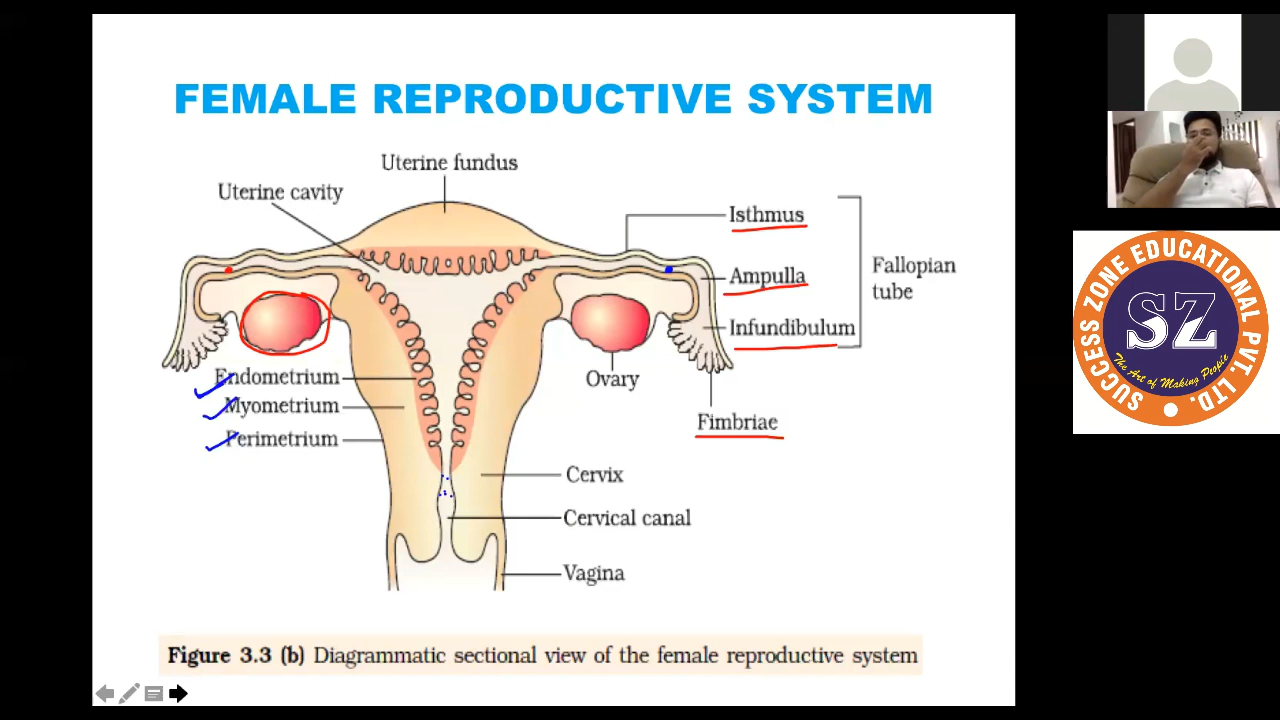 FEMALE REPRODUCTIVE SYSTEM
Uterine fundus
Uterine cavity
Isthmus
Ampulla
Fallopian
tube
Infundibulum
Endometrium
Ovary
Myometrium
Fimbriae
Perimetrium
Cervix
Cervical canal
Vagina
Figure 3.3 (b) Diagrammatic sectional view of the female reproductive system
SUCCESS ZONE EDUCATIONAL PVT. LTD.
SZ
The Art of Making People